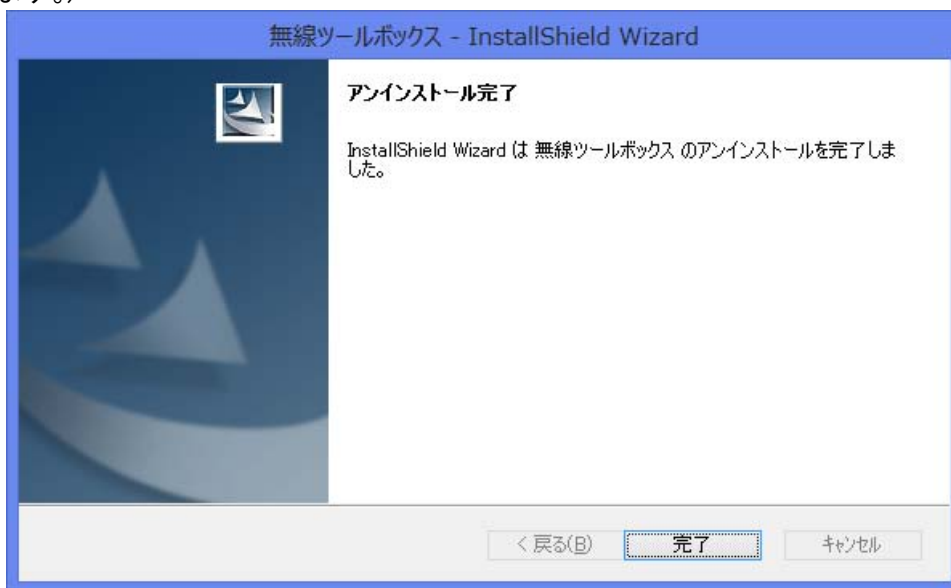 ます。)
無線ツールボックス - InstallShield Wizard
アンインストール完了
InstallShield Wizard は 無線ツールボックス のアンインストールを完了しま
した。
< 戻る(B)
完了
キャンセル